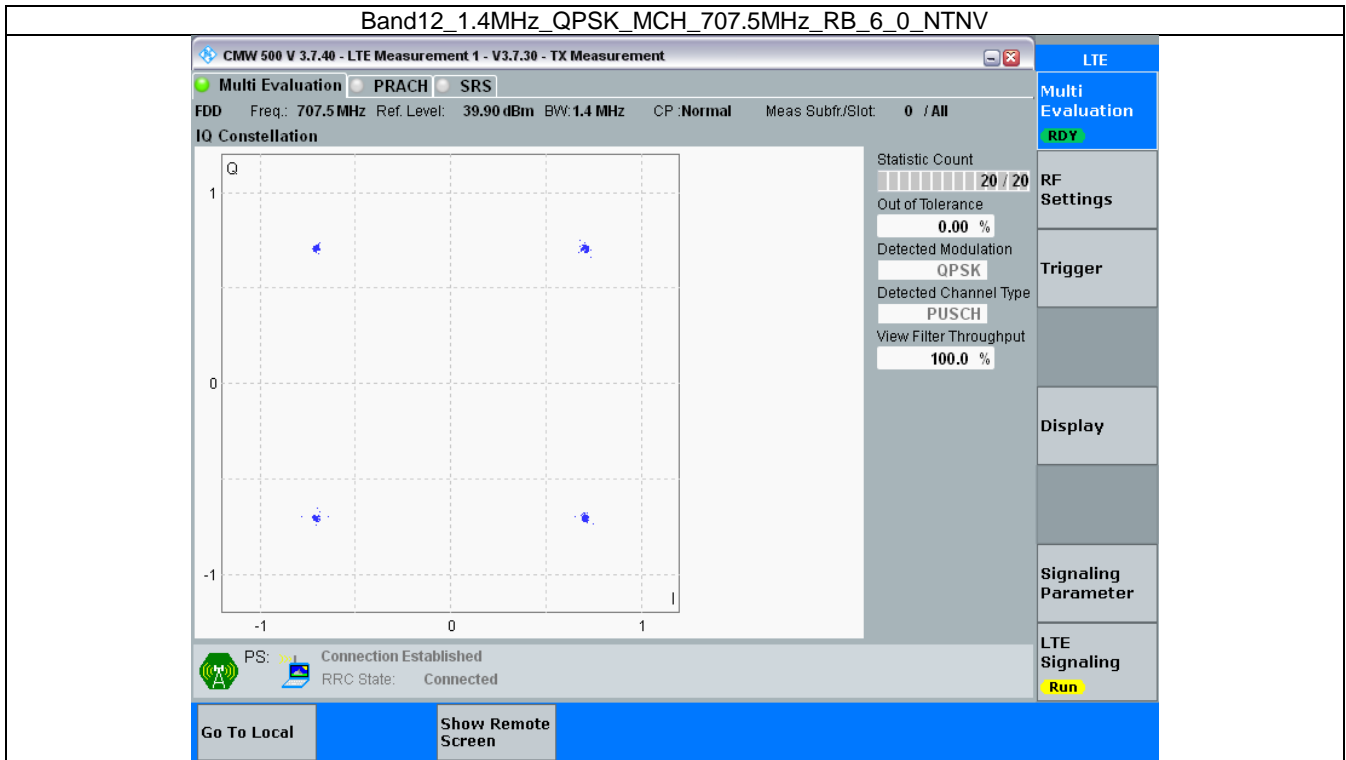 Band12_1.4MHz_QPSK_MCH_707.5MHz_RB_6_0_NTNV
CMW 500 V 3.7.40 - LTE Measurement 1 - V3.7.30 - TX Measurement
Multi Evaluation PRACH SRS
FDD Freq.: 707.5 MHz Ref. Level: 39.90 dBm BW: 1.4 MHz CP :Normal Meas Subfr./Slot: 0 / All
IQ Constellation
Q
1
0
-1
I
-1 0 1
Statistic Count
20 / 20
Out of Tolerance
0.00 %
Detected Modulation
QPSK
Detected Channel Type
PUSCH
View Filter Throughput
100.0 %
PS: Connection Established
RRC State: Connected
LTE
Multi
Evaluation
RDY
RF
Settings
Trigger
Display
Signaling
Parameter
LTE
Signaling
Run
Go To Local
Show Remote
Screen